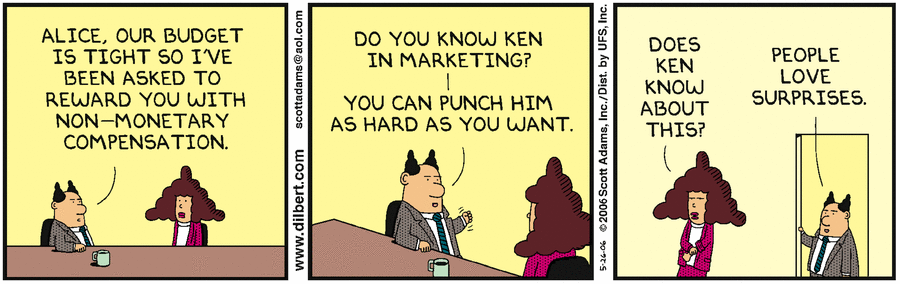 ALICE, OUR BUDGET
IS TIGHT SO I'VE
BEEN ASKED TO
REWARD YOU WITH
NON-MONETARY
COMPENSATION.
www.dilbert.com
scottadams@aol.com
DO YOU KNOW KEN
IN MARKETING?
YOU CAN PUNCH HIM
AS HARD AS YOU WANT.
5-26-06 ©2006 Scott Adams, Inc./Dist. by UFS, Inc.
DOES
KEN
KNOW
ABOUT
THIS?
PEOPLE
LOVE
SURPRISES.